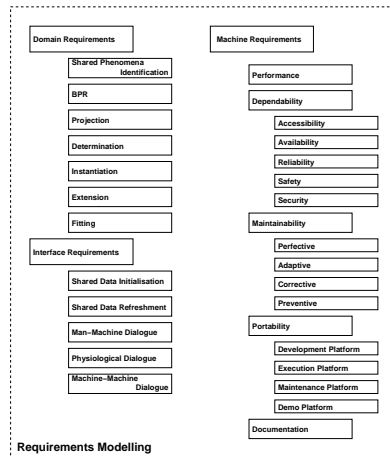 Domain Requirements
Shared Phenomena
Identification
BPR
Projection
Determination
Instantiation
Extension
Fitting
Interface Requirements
Shared Data Initialisation
Shared Data Refreshment
Man−Machine Dialogue
Physiological Dialogue
Machine−Machine
Dialogue
Machine Requirements
Performance
Dependability
Accessibility
Availability
Reliability
Safety
Security
Maintainability
Perfective
Adaptive
Corrective
Preventive
Portability
Development Platform
Execution Platform
Maintenance Platform
Demo Platform
Documentation
Requirements Modelling